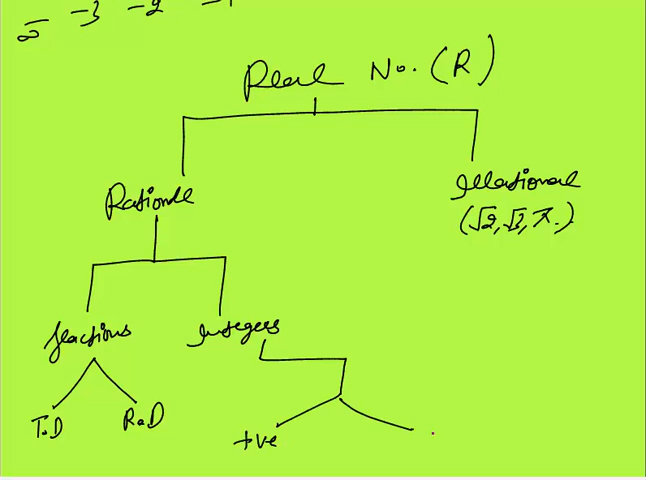 -∞ -3 -2 -1
Real No. (R)
Rational
Irrational
(√2, √3, π.)
fractions
Integers
T.D
R.D
+ve